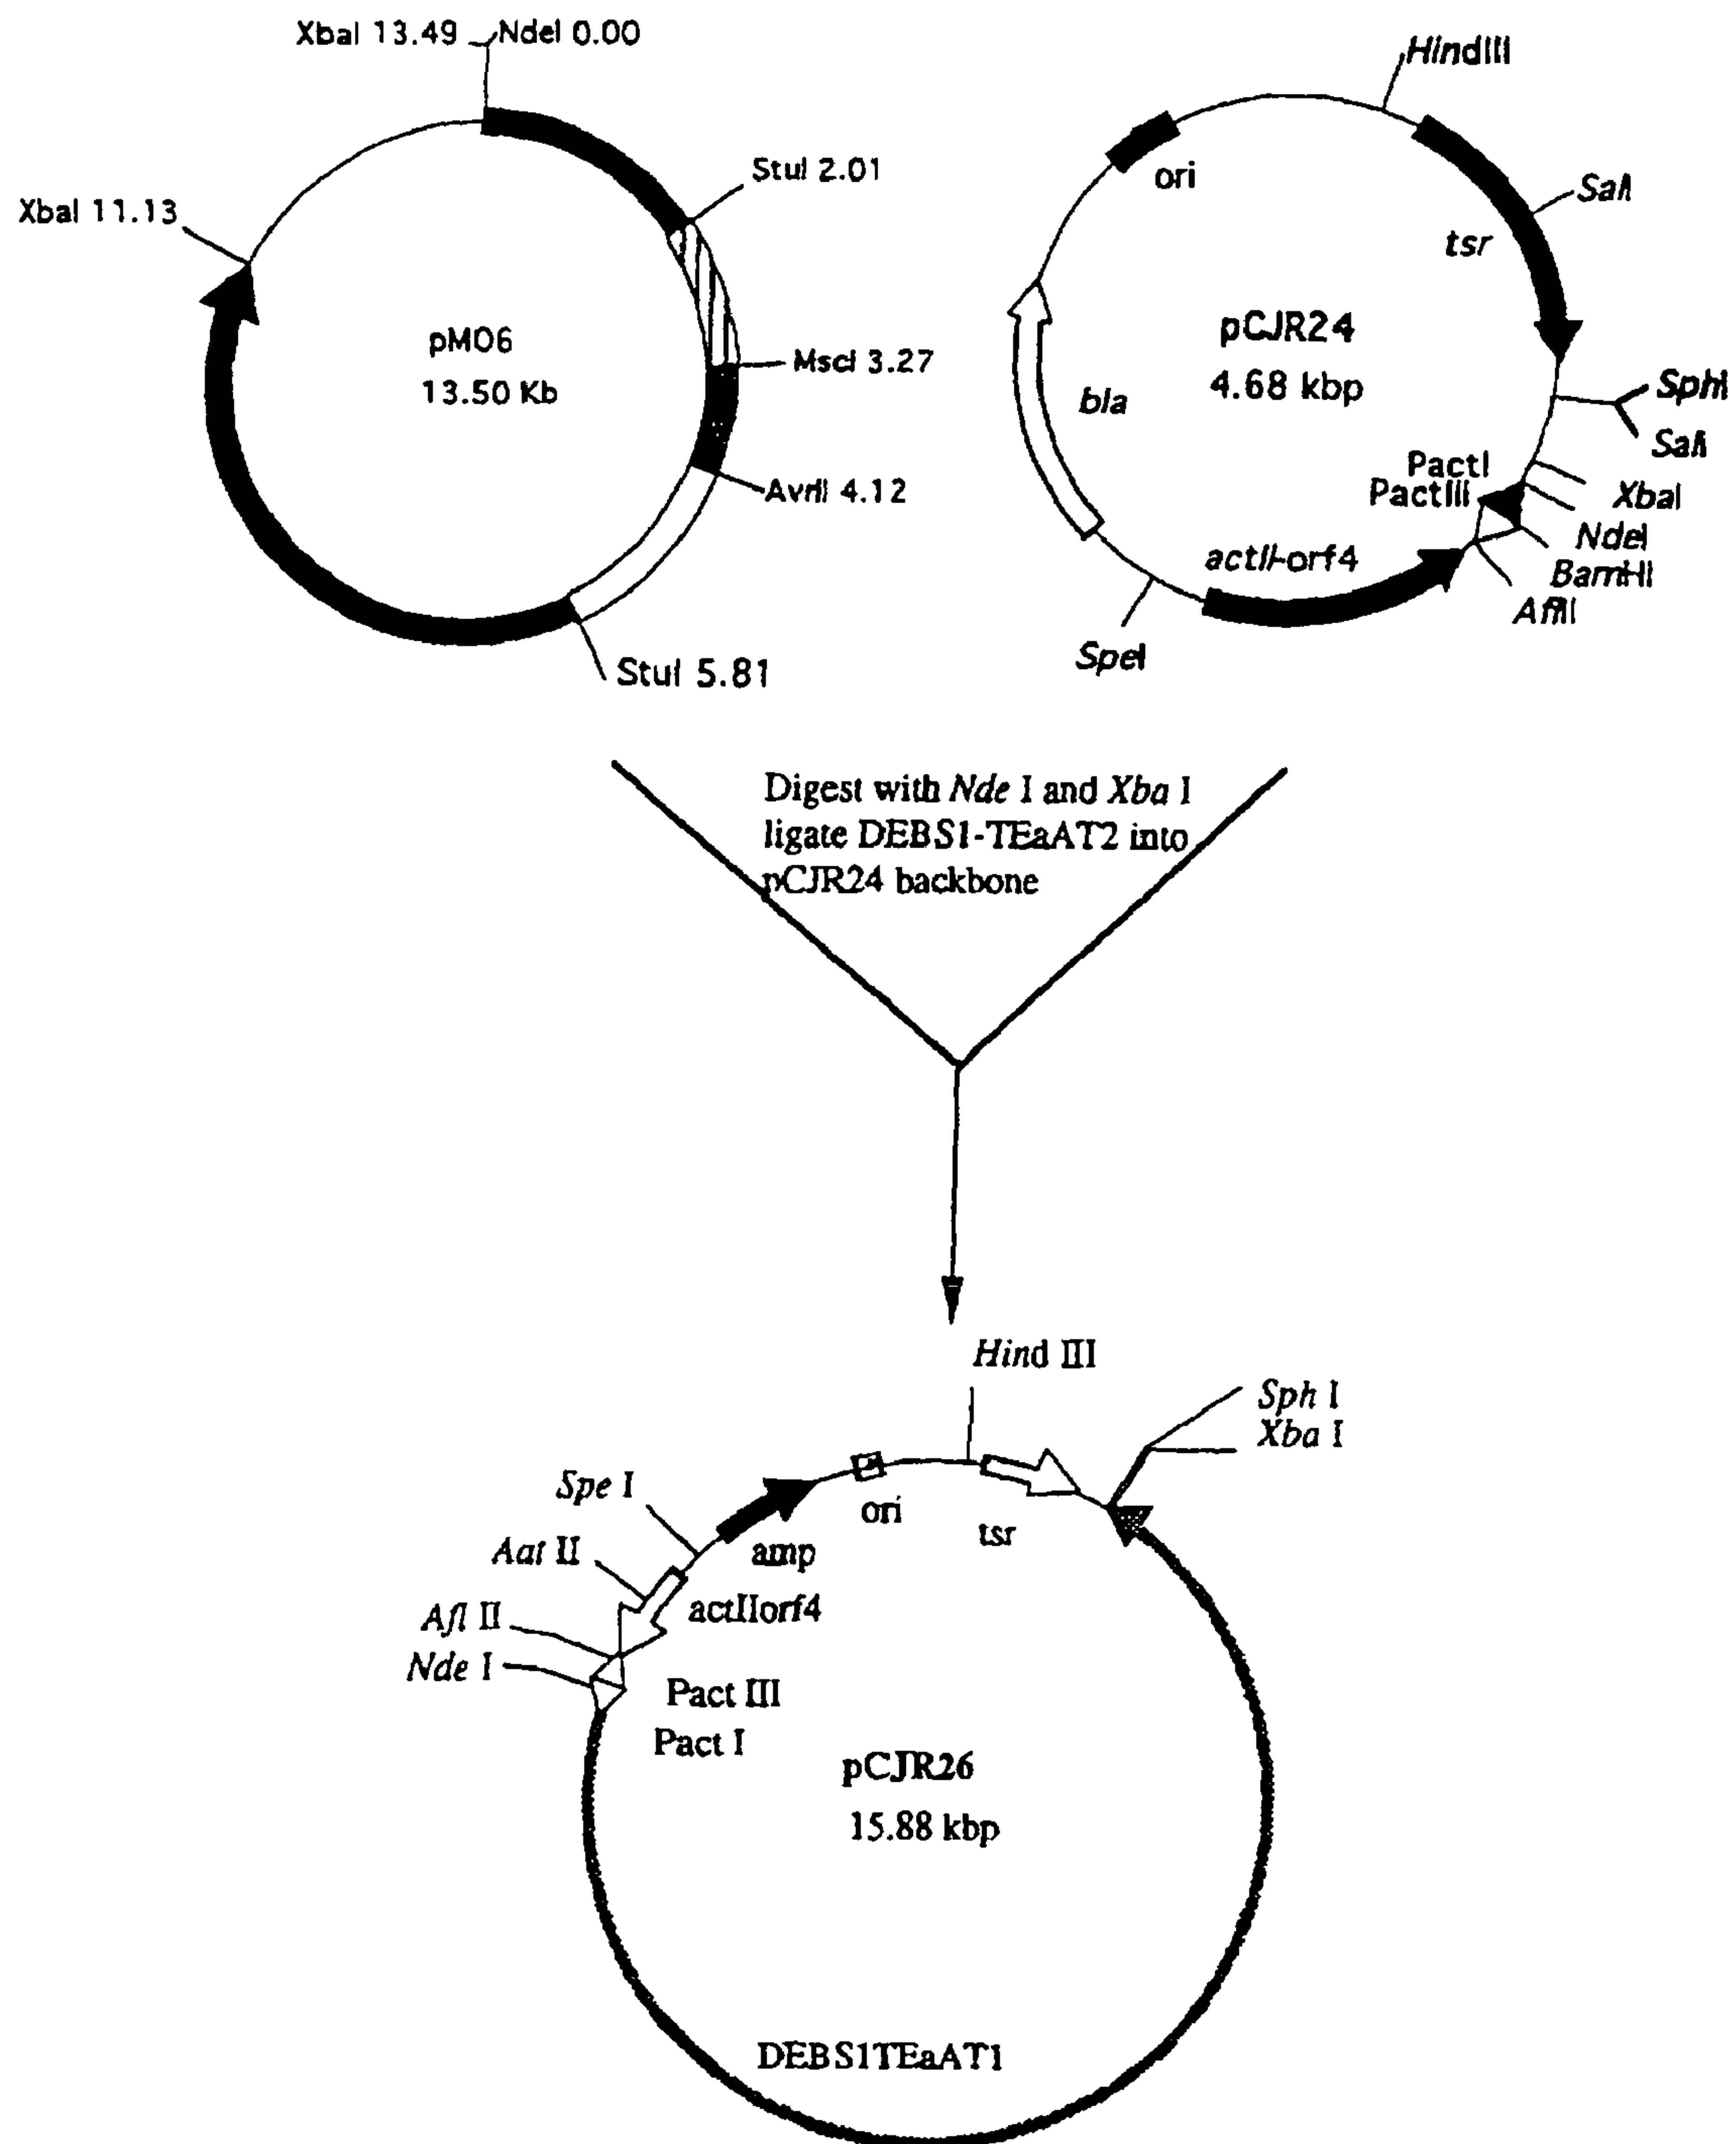 XbaI 13.49
NdeI 0.00
StuI 2.01
XbaI 11.13
pMO6
13.50 Kb
MscI 3.27
AvrII 4.12
StuI 5.81
HindIII
ori
SalI
tsr
pCJR24
4.68 kbp
bla
SphI
SalI
PactI
PactIII
XbaI
NdeI
BamHI
AflII
actII-orf4
SpeI
Digest with Nde I and Xba I
ligate DEBS1-TEaAT2 into
pCJR24 backbone
Hind III
Sph I
Xba I
Spe I
ori
tsr
Aat II
amp
Afl II
actIIorf4
Nde I
Pact III
Pact I
pCJR26
15.88 kbp
DEBS1TEaAT1